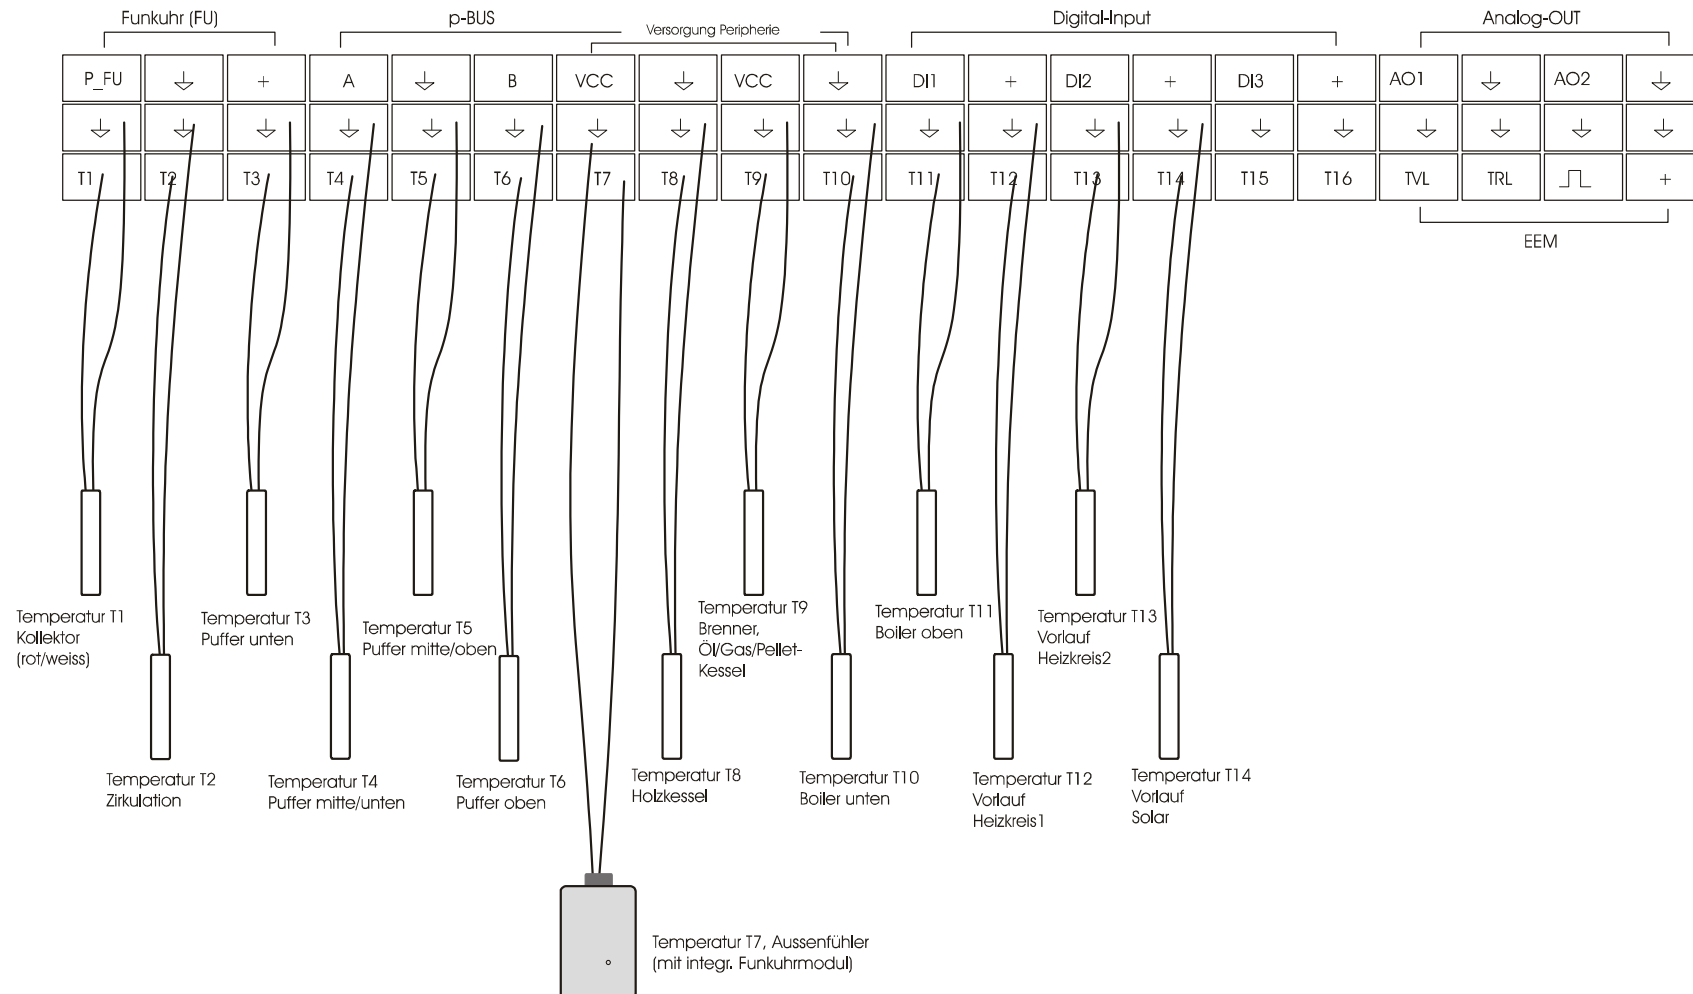 Funkuhr (FU) p-BUS Versorgung Peripherie Digital-Input Analog-OUT
P_FU + A B VCC VCC DI1 + DI2 + DI3 + AO1 AO2
T1 T2 T3 T4 T5 T6 T7 T8 T9 T10 T11 T12 T13 T14 T15 T16 TVL TRL +
EEM
Temperatur T1
Kollektor
(rot/weiss)
Temperatur T2
Zirkulation
Temperatur T3
Puffer unten
Temperatur T4
Puffer mitte/unten
Temperatur T5
Puffer mitte/oben
Temperatur T6
Puffer oben
Temperatur T8
Holzkessel
Temperatur T9
Brenner,
Öl/Gas/Pellet-
Kessel
Temperatur T10
Boiler unten
Temperatur T11
Boiler oben
Temperatur T12
Vorlauf
Heizkreis1
Temperatur T13
Vorlauf
Heizkreis2
Temperatur T14
Vorlauf
Solar
Temperatur T7, Aussenfühler
(mit integr. Funkuhrmodul)